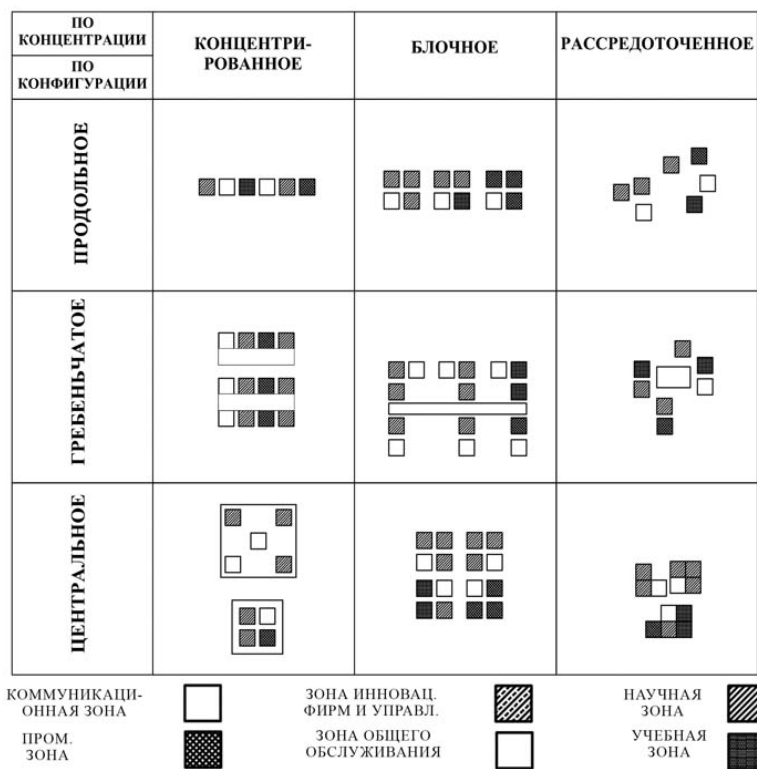 ПО
КОНЦЕНТРАЦИИ
ПО
КОНФИГУРАЦИИ
КОНЦЕНТРИ-
РОВАННОЕ
БЛОЧНОЕ
РАССРЕДОТОЧЕННОЕ
ПРОДОЛЬНОЕ
ГРЕБЕНЬЧАТОЕ
ЦЕНТРАЛЬНОЕ
КОММУНИКАЦИ-
ОННАЯ ЗОНА
ЗОНА ИННОВАЦ.
ФИРМ И УПРАВЛ.
НАУЧНАЯ
ЗОНА
ПРОМ.
ЗОНА
ЗОНА ОБЩЕГО
ОБСЛУЖИВАНИЯ
УЧЕБНАЯ
ЗОНА